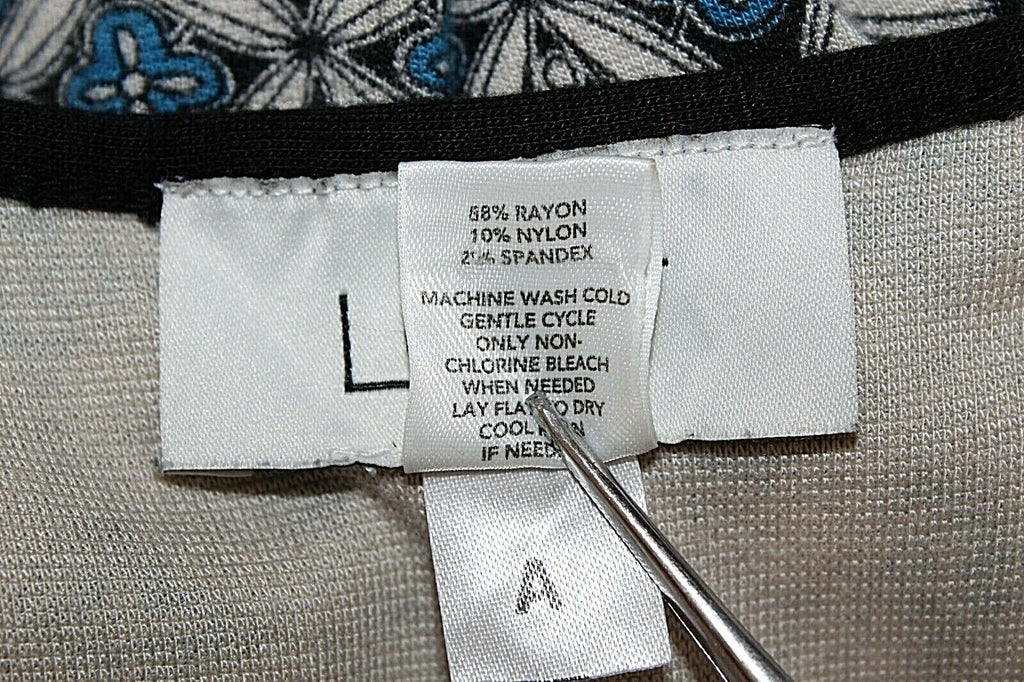 88% RAYON
10% NYLON
2% SPANDEX
MACHINE WASH COLD
GENTLE CYCLE
ONLY NON-
CHLORINE BLEACH
WHEN NEEDED
LAY FLAT TO DRY
COOL
IF
L
A